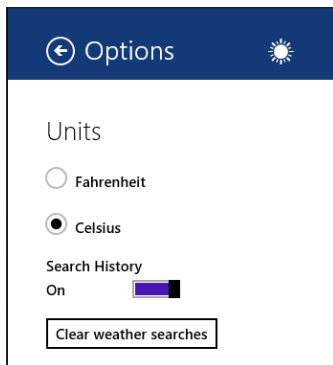 Options
Units
Fahrenheit
Celsius
Search History
On
Clear weather searches